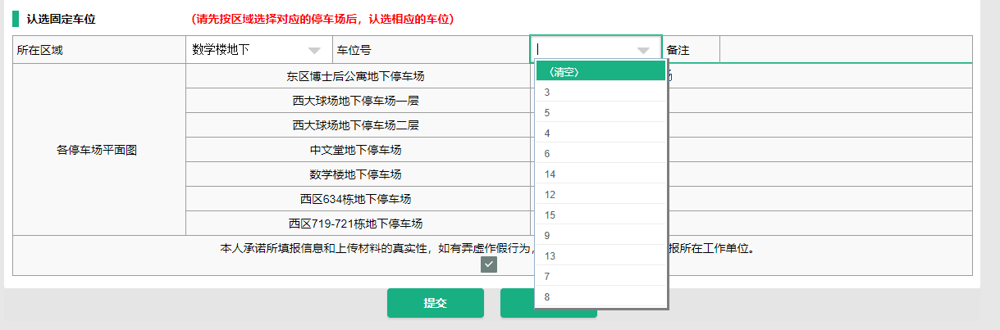 认选固定车位 （请先按区域选择对应的停车场后，认选相应的车位）
所在区域 数学楼地下 车位号 备注
各停车场平面图
东区博士后公寓地下停车场
西大球场地下停车场一层
西大球场地下停车场二层
中文堂地下停车场
数学楼地下停车场
西区634栋地下停车场
西区719-721栋地下停车场
〈清空〉
3
5
4
6
14
12
15
9
13
7
8
本人承诺所填报信息和上传材料的真实性，如有弄虚作假行为， 报所在工作单位。
提交